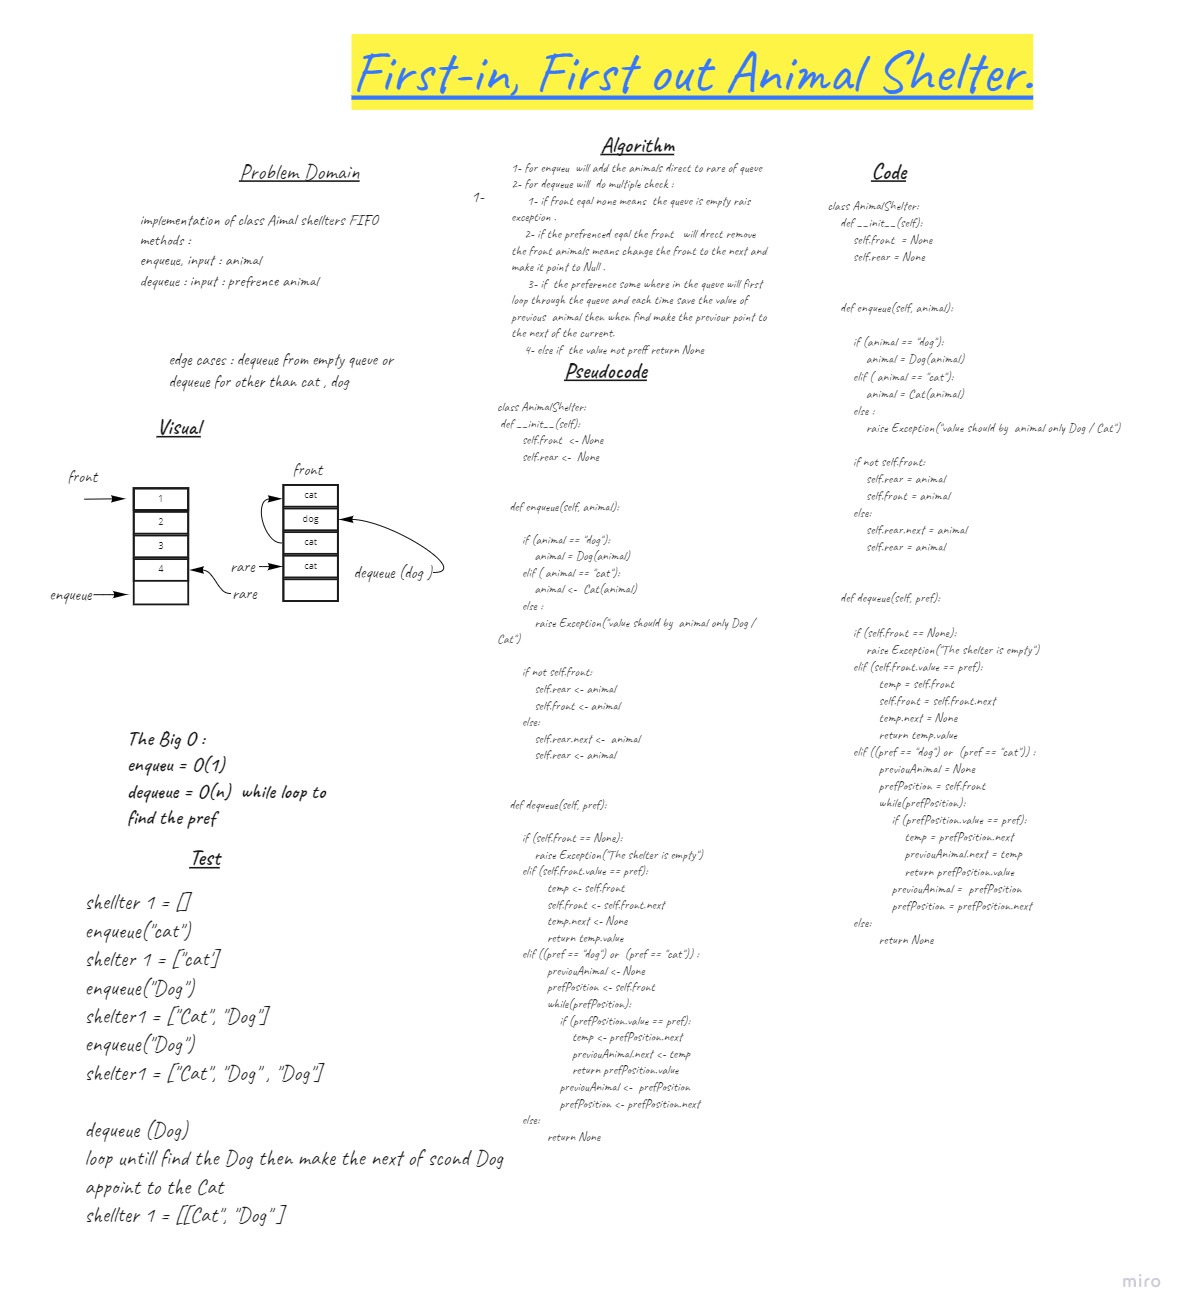 First-in, First out Animal Shelter.
Problem Domain
implementation of class Aimal shellters FIFO
methods :
enqueue, input : animal
dequeue : input : prefrence animal
edge cases : dequeue from empty queue or
dequeue for other than cat , dog
Visual
front
1
2
3
4
enqueue
rare
front
cat
dog
cat
cat
rare
dequeue (dog )
The Big O :
enqueu = O(1)
dequeue = O(n) while loop to
find the pref
Test
shellter 1 = []
enqueue("cat")
shelter 1 = ["cat']
enqueue("Dog")
shelter1 = ["Cat", "Dog"]
enqueue("Dog")
shelter1 = ["Cat", "Dog" , "Dog"]
dequeue (Dog)
loop untill find the Dog then make the next of scond Dog
appoint to the Cat
shellter 1 = [[Cat", "Dog" ]
Algorithm
1-
1- for enqueu will add the animals direct to rare of queue
2- for dequeue will do multiple check :
1- if front eqal none means the queue is empty rais
exception .
2- if the prefrenced eqal the front will drect remove
the front animals means change the front to the next and
make it point to Null .
3- if the preference some where in the queue will first
loop through the queue and each time save the value of
previous animal then when find make the previour point to
the next of the current.
4- else if the value not preff return None
Pseudocode
class AnimalShelter:
def __init__(self):
self.front <- None
self.rear <- None
def enqueue(self, animal):
if (animal == "dog"):
animal = Dog(animal)
elif ( animal == "cat"):
animal <- Cat(animal)
else :
raise Exception("value should by animal only Dog /
Cat")
if not self.front:
self.rear <- animal
self.front <- animal
else:
self.rear.next <- animal
self.rear <- animal
def dequeue(self, pref):
if (self.front == None):
raise Exception("The shelter is empty")
elif (self.front.value == pref):
temp <- self.front
self.front <- self.front.next
temp.next <- None
return temp.value
elif ((pref == "dog") or (pref == "cat")) :
previouAnimal <- None
prefPosition <- self.front
while(prefPosition):
if (prefPosition.value == pref):
temp <- prefPosition.next
previouAnimal.next <- temp
return prefPosition.value
previouAnimal <- prefPosition
prefPosition <- prefPosition.next
else:
return None
Code
class AnimalShelter:
def __init__(self):
self.front = None
self.rear = None
def enqueue(self, animal):
if (animal == "dog"):
animal = Dog(animal)
elif ( animal == "cat"):
animal = Cat(animal)
else :
raise Exception("value should by animal only Dog / Cat")
if not self.front:
self.rear = animal
self.front = animal
else:
self.rear.next = animal
self.rear = animal
def dequeue(self, pref):
if (self.front == None):
raise Exception("The shelter is empty")
elif (self.front.value == pref):
temp = self.front
self.front = self.front.next
temp.next = None
return temp.value
elif ((pref == "dog") or (pref == "cat")) :
previouAnimal = None
prefPosition = self.front
while(prefPosition):
if (prefPosition.value == pref):
temp = prefPosition.next
previouAnimal.next = temp
return prefPosition.value
previouAnimal = prefPosition
prefPosition = prefPosition.next
else:
return None
miro